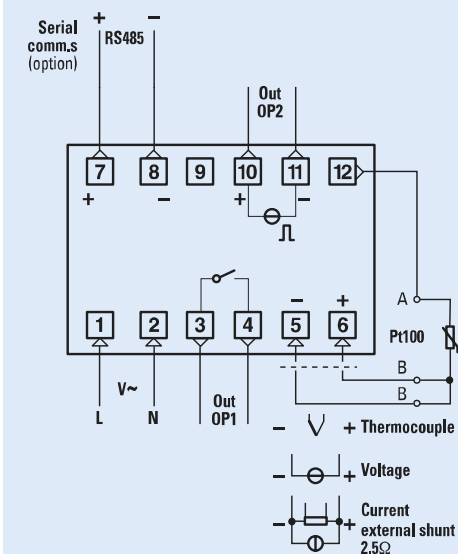 + −
Serial comm.s (option)
RS485
Out OP2
7 8 9 10 11 12
+ − + −
− +
1 2 3 4 5 6
A
Pt100
B
B
V~
L N
Out OP1
− + Thermocouple
− + Voltage
− + Current external shunt 2.5Ω